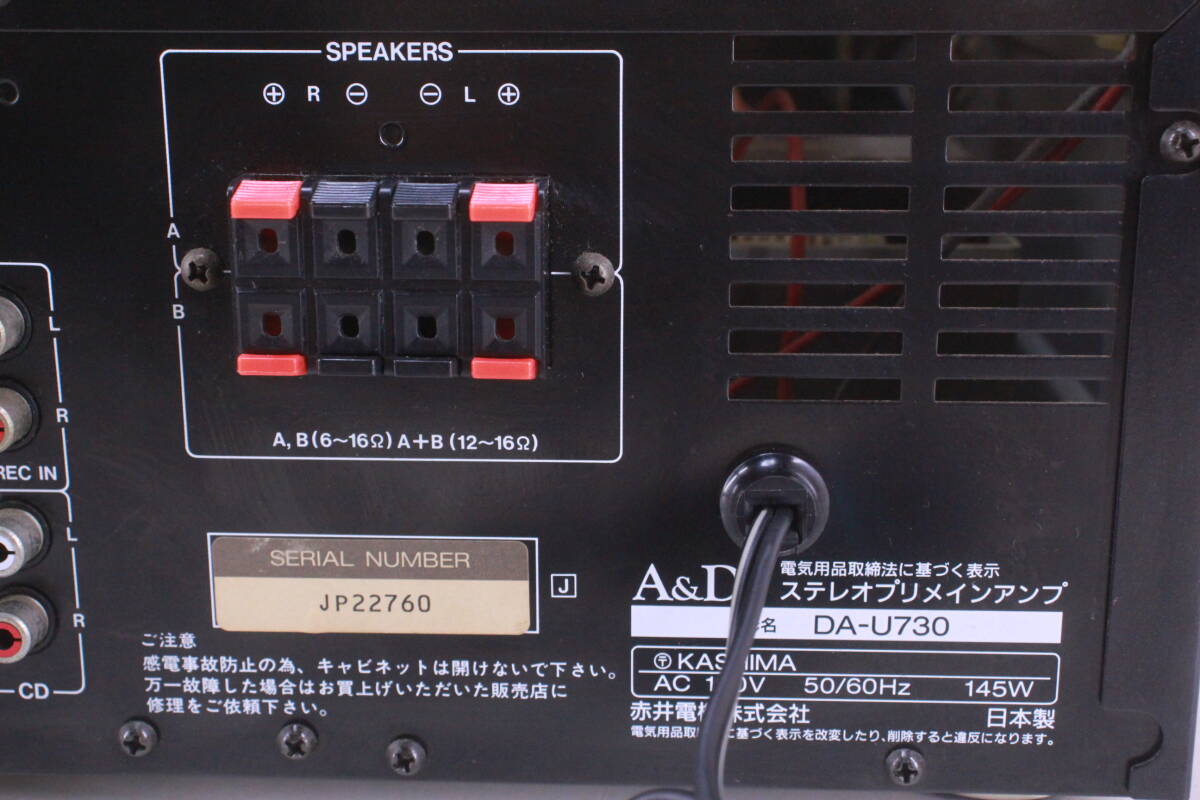 SPEAKERS
⊕ R ⊖ ⊖ L ⊕
A
B
A, B (6~16Ω) A+B (12~16Ω)
L
R
REC IN
L
R
CD
SERIAL NUMBER
JP22760
J
ご注意
感電事故防止の為、キャビネットは開けないで下さい。
万一故障した場合はお買上げいただいた販売店に
修理をご依頼下さい。
A&D
電気用品取締法に基づく表示
ステレオプリメインアンプ
名 DA-U730
〶 KASHIMA
AC 100V 50/60Hz 145W
赤井電機株式会社 日本製
電気用品取 に基づく表示を改変したり、削除すると違反になります。